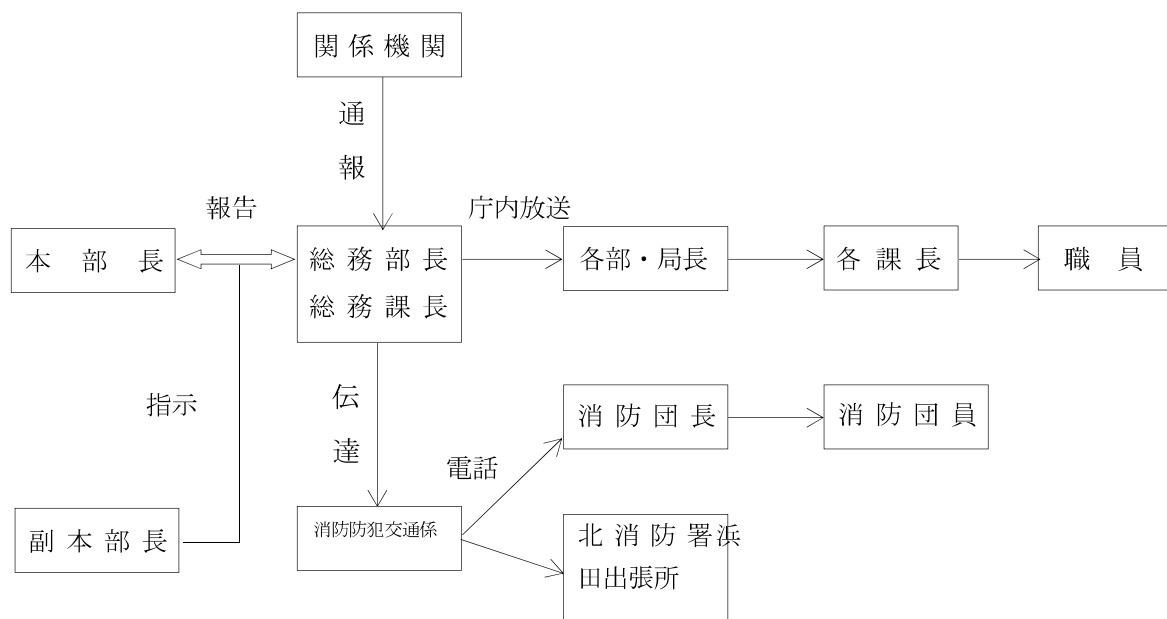 関係機関
通
報
報告
庁内放送
本部長
総務部長
総務課長
各部・局長
各課長
職員
指示
伝
達
消防団長
消防団員
電話
副本部長
消防防犯交通係
北消防署浜
田出張所